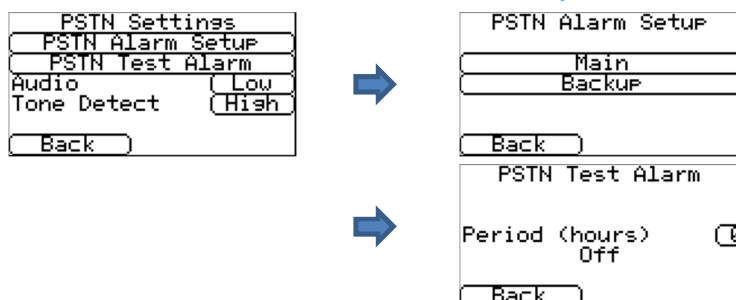 PSTN Settings
PSTN Alarm Setup
PSTN Test Alarm
Audio Low
Tone Detect High
Back
PSTN Alarm Setup
Main
Backup
Back
PSTN Test Alarm
Period (hours)
Off
Back